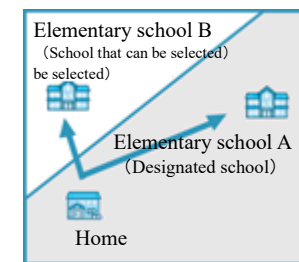 Elementary school B
（School that can be selected）
be selected）
Elementary school A
（Designated school）
Home